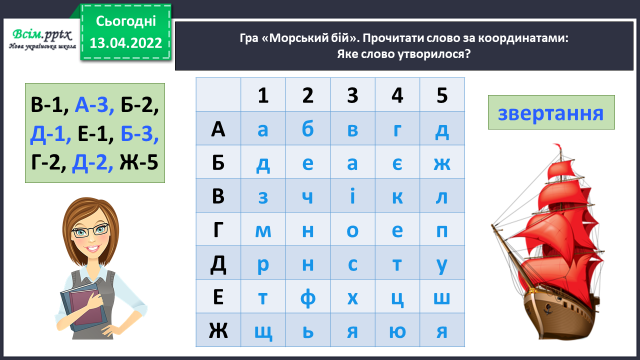 Всім.pptx
Нова українська школа
Сьогодні
13.04.2022
Гра «Морський бій». Прочитати слово за координатами:
Яке слово утворилося?
В-1, А-3, Б-2,
Д-1, Е-1, Б-3,
Г-2, Д-2, Ж-5
1 2 3 4 5
А а б в г д
Б д е а є ж
В з ч і к л
Г м н о е п
Д р н с т у
Е т ф х ц ш
Ж щ ь я ю я
звертання